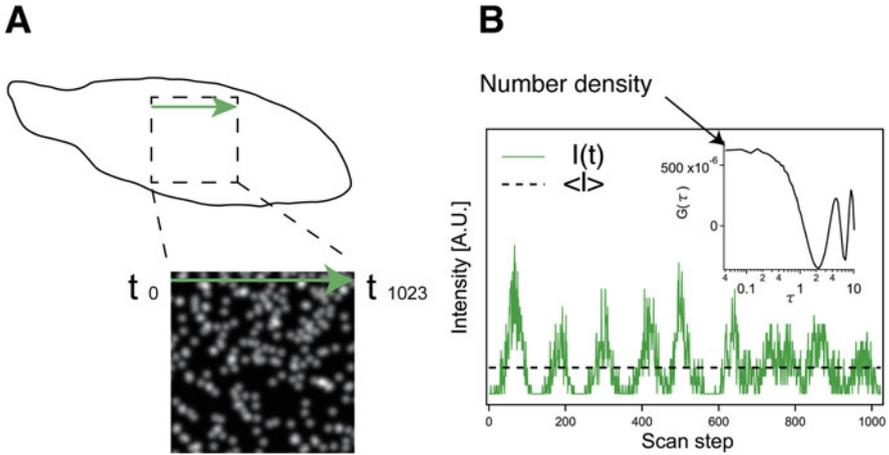 A
B
Number density
I(t)
<I>
500 x10-6
G(τ)
0
4 0.1 2 4 1 2 4 10
τ
t 0
t 1023
Intensity [A.U.]
0 200 400 600 800 1000
Scan step